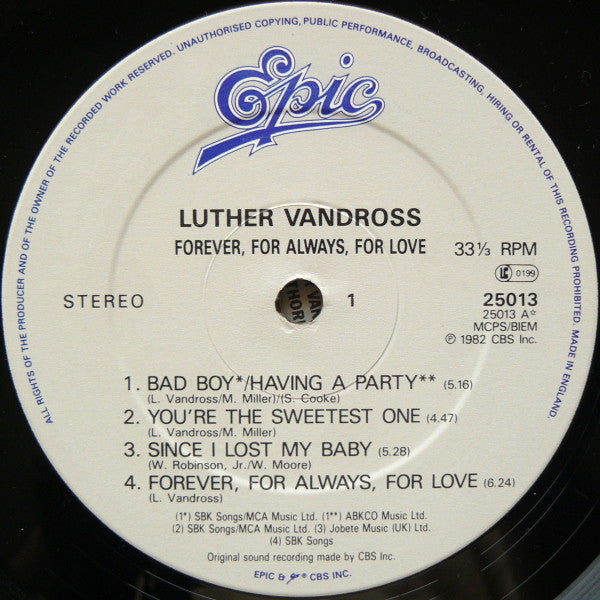 ALL RIGHTS OF THE PRODUCER AND OF THE OWNER OF THE RECORDED WORK RESERVED. UNAUTHORISED COPYING, PUBLIC PERFORMANCE, BROADCASTING, HIRING OR RENTAL OF THIS RECORDING PROHIBITED. MADE IN ENGLAND.
Epic
LUTHER VANDROSS
FOREVER, FOR ALWAYS, FOR LOVE
33⅓ RPM
LC 0199
STEREO
1
25013
25013 A☆
MCPS/BIEM
℗ 1982 CBS Inc.
VAN
THORI
1. BAD BOY*/HAVING A PARTY** (5.16)
(L. Vandross/M. Miller)/(S. Cooke)
2. YOU'RE THE SWEETEST ONE (4.47)
(L. Vandross/M. Miller)
3. SINCE I LOST MY BABY (5.28)
(W. Robinson, Jr./W. Moore)
4. FOREVER, FOR ALWAYS, FOR LOVE (6.24)
(L. Vandross)
(1*) SBK Songs/MCA Music Ltd. (1**) ABKCO Music Ltd.
(2) SBK Songs/MCA Music Ltd. (3) Jobete Music (UK) Ltd.
(4) SBK Songs
Original sound recording made by CBS Inc.
EPIC & ® CBS INC.